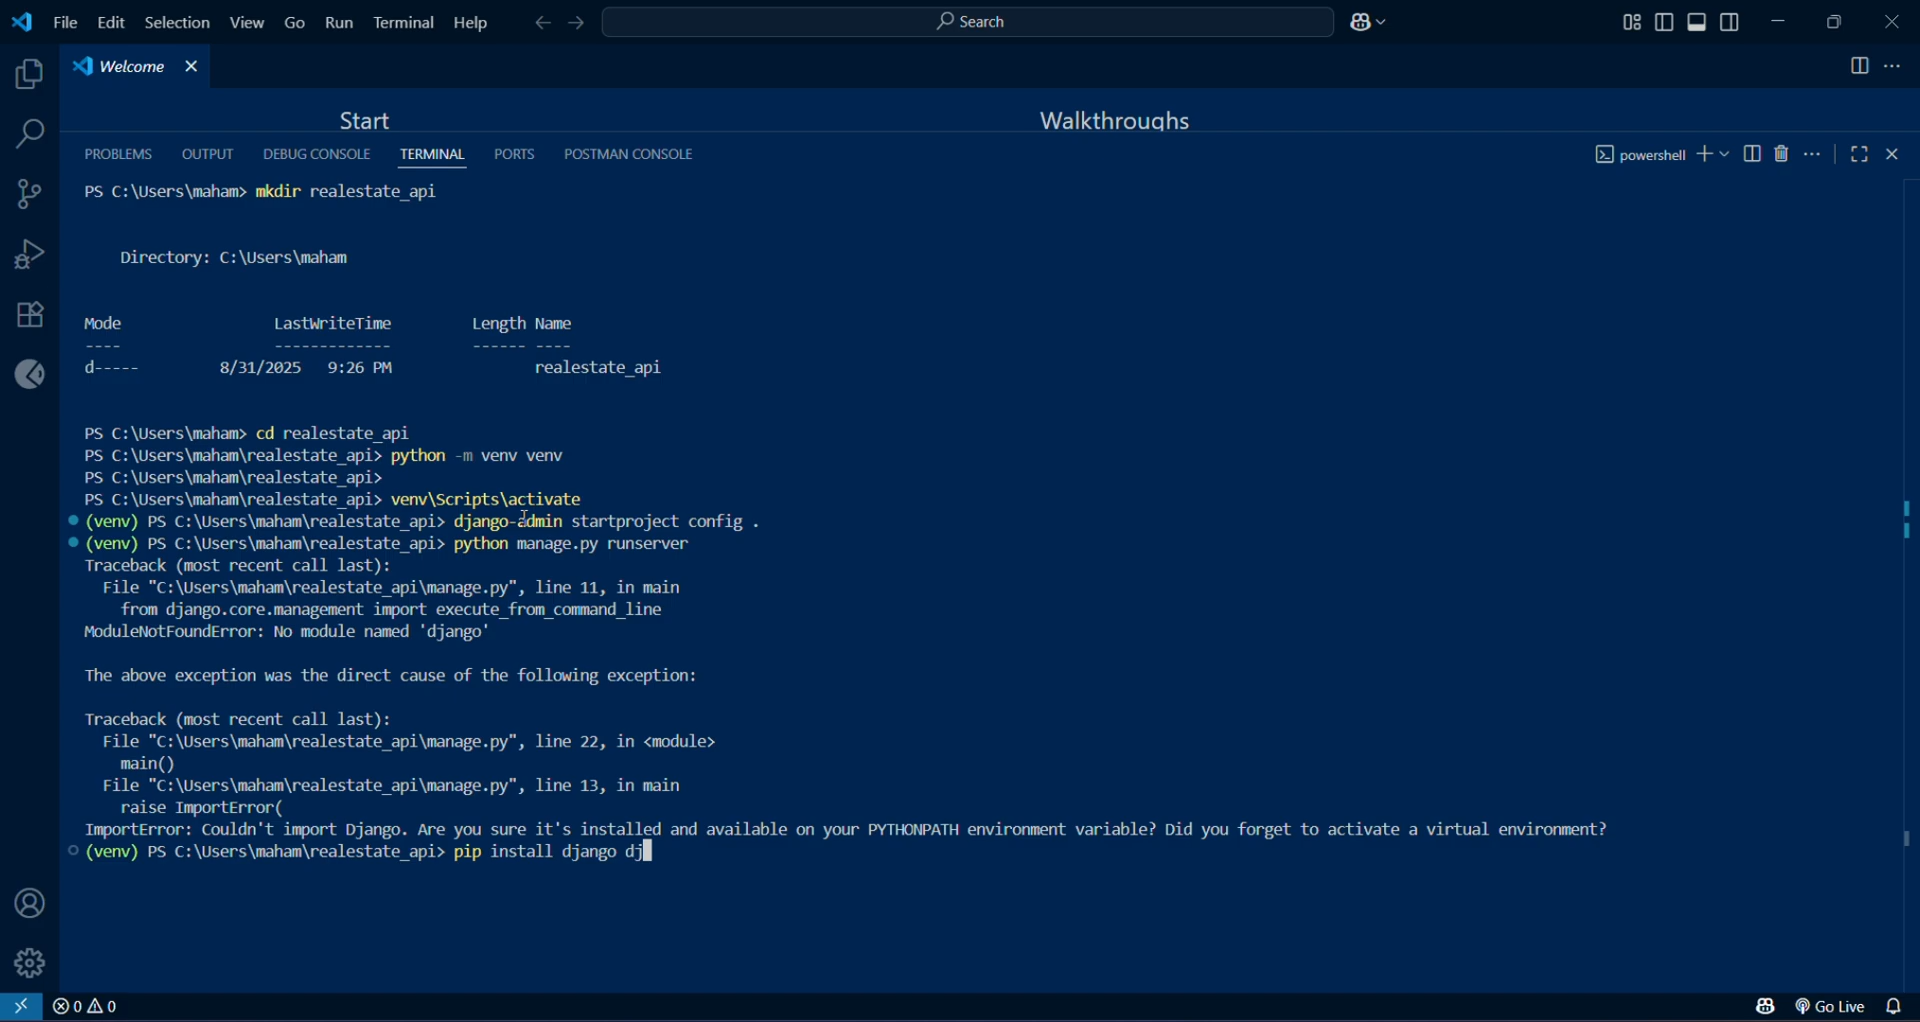 File Edit Selection View Go Run Terminal Help Search
Welcome
Start Walkthroughs
PROBLEMS OUTPUT DEBUG CONSOLE TERMINAL PORTS POSTMAN CONSOLE powershell
PS C:\Users\maham> mkdir realestate_api
Directory: C:\Users\maham
Mode LastWriteTime Length Name
---- ------------- ------ ----
d----- 8/31/2025 9:26 PM realestate_api
PS C:\Users\maham> cd realestate_api
PS C:\Users\maham\realestate_api> python -m venv venv
PS C:\Users\maham\realestate_api>
PS C:\Users\maham\realestate_api> venv\Scripts\activate
(venv) PS C:\Users\maham\realestate_api> django-admin startproject config .
(venv) PS C:\Users\maham\realestate_api> python manage.py runserver
Traceback (most recent call last):
File "C:\Users\maham\realestate_api\manage.py", line 11, in main
from django.core.management import execute_from_command_line
ModuleNotFoundError: No module named 'django'
The above exception was the direct cause of the following exception:
Traceback (most recent call last):
File "C:\Users\maham\realestate_api\manage.py", line 22, in <module>
main()
File "C:\Users\maham\realestate_api\manage.py", line 13, in main
raise ImportError(
ImportError: Couldn't import Django. Are you sure it's installed and available on your PYTHONPATH environment variable? Did you forget to activate a virtual environment?
(venv) PS C:\Users\maham\realestate_api> pip install django dj
0 0 Go Live